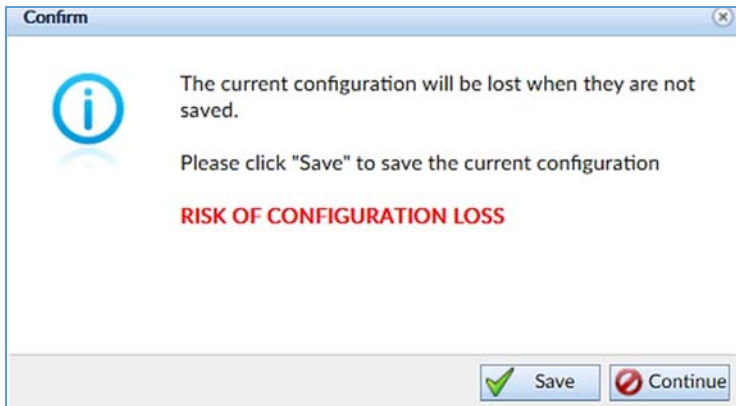 Confirm
The current configuration will be lost when they are not
saved.
Please click "Save" to save the current configuration
RISK OF CONFIGURATION LOSS
Save
Continue